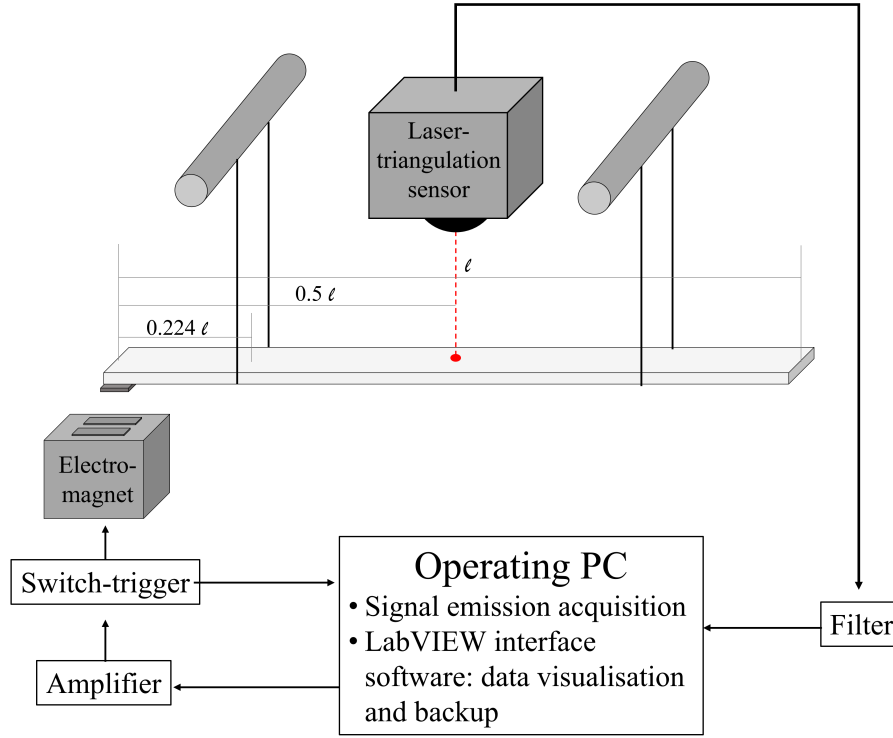 Laser-
triangulation
sensor
ℓ
0.5 ℓ
0.224 ℓ
Electro-
magnet
Switch-trigger
Amplifier
Operating PC
• Signal emission acquisition
• LabVIEW interface
software: data visualisation
and backup
Filter